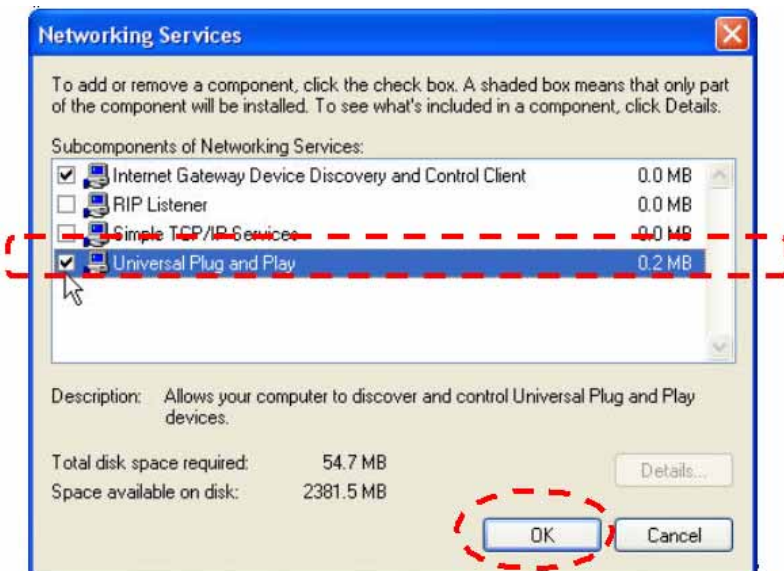 Networking Services
To add or remove a component, click the check box. A shaded box means that only part
of the component will be installed. To see what's included in a component, click Details.
Subcomponents of Networking Services:
Internet Gateway Device Discovery and Control Client 0.0 MB
RIP Listener 0.0 MB
Simple TCP/IP Services 0.0 MB
Universal Plug and Play 0.2 MB
Description: Allows your computer to discover and control Universal Plug and Play
devices.
Total disk space required: 54.7 MB
Space available on disk: 2381.5 MB
Details...
OK Cancel